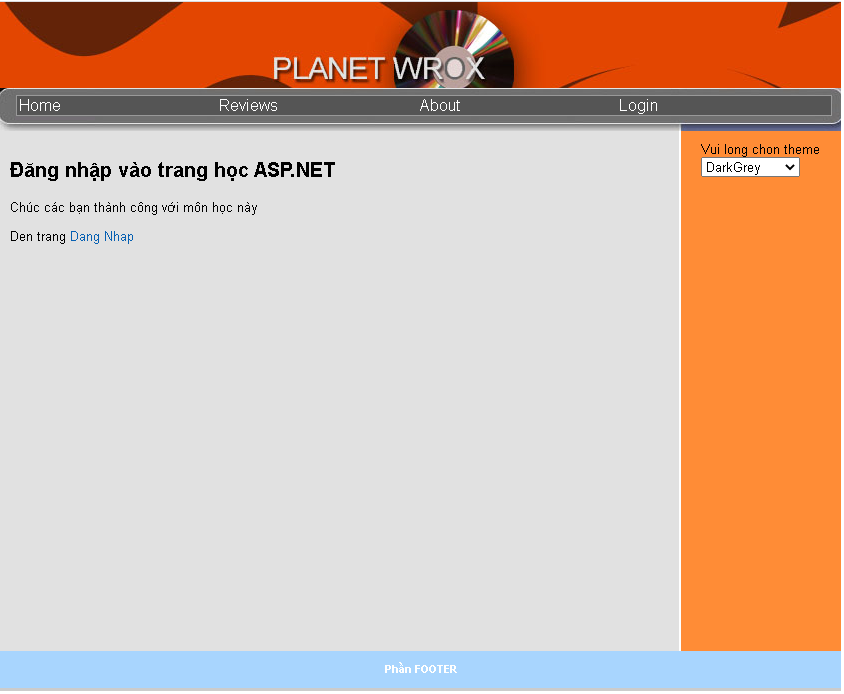 PLANET WROX
Home Reviews About Login
Vui long chon theme
DarkGrey
Đăng nhập vào trang học ASP.NET
Chúc các bạn thành công với môn học này
Den trang Dang Nhap
Phần FOOTER